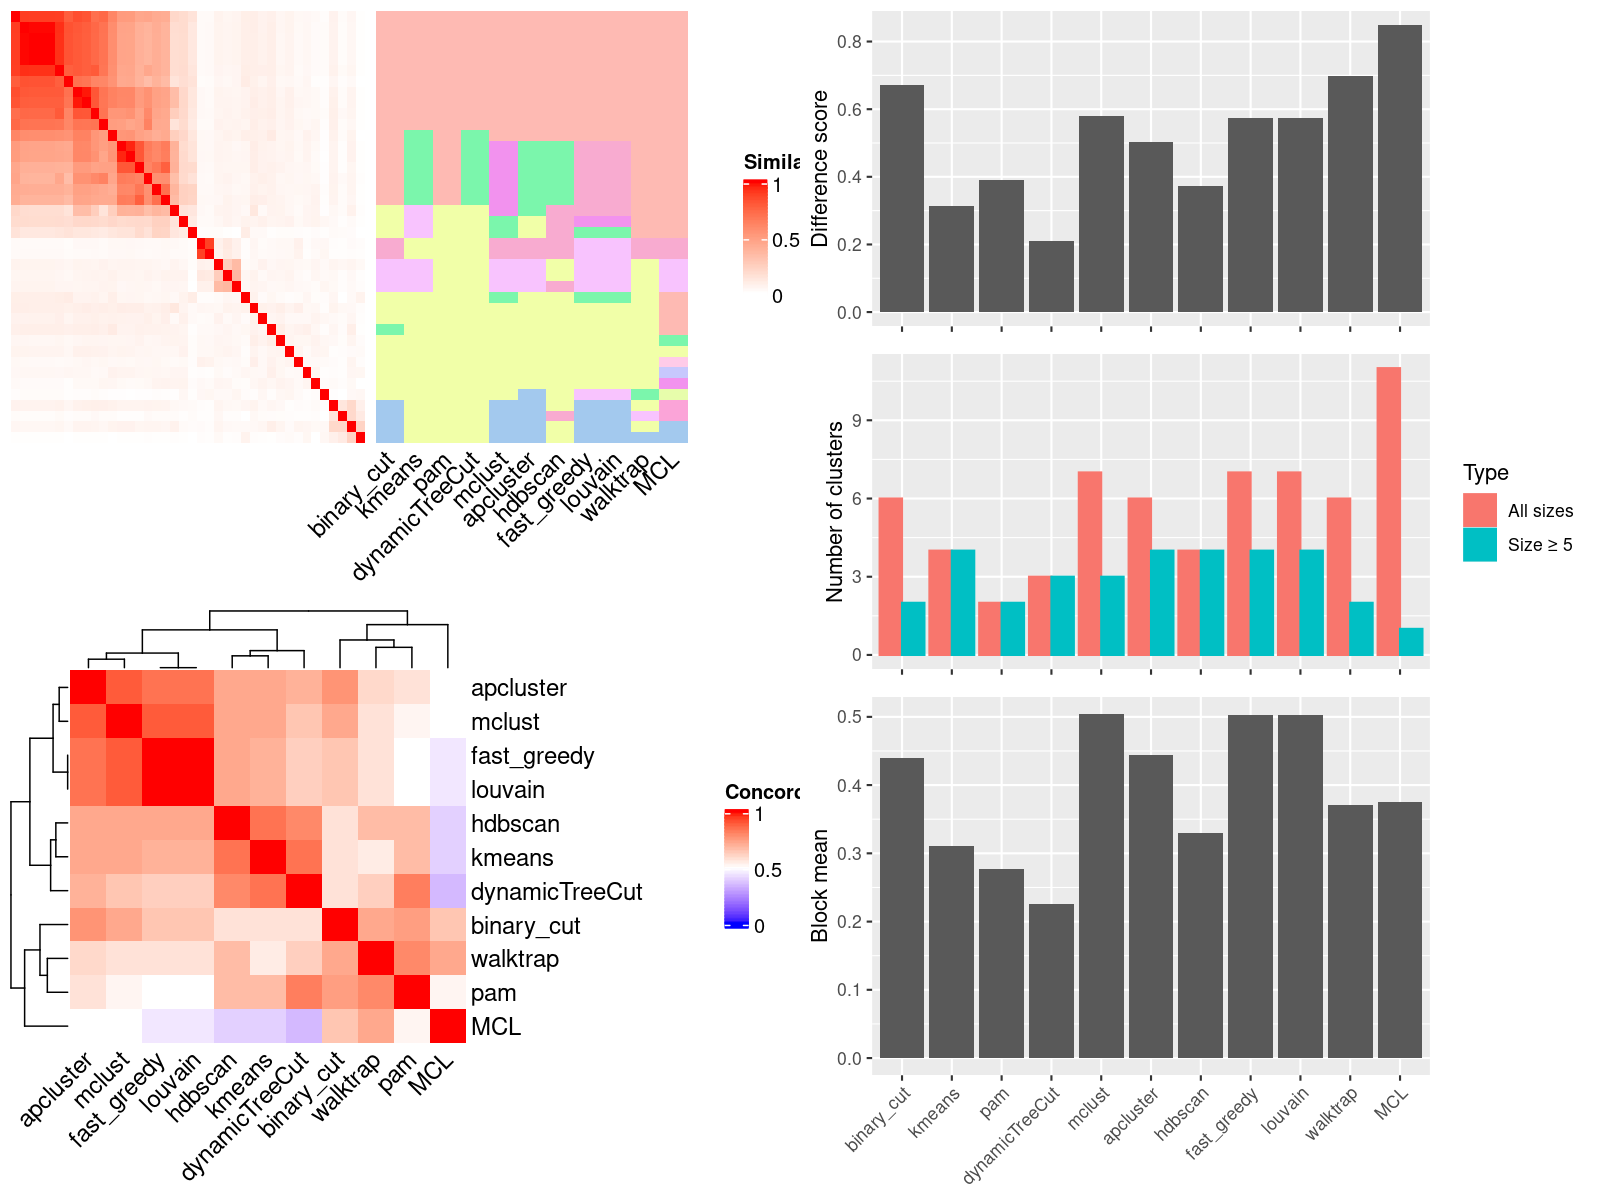 Simila
1
0.5
0
binary_cut
kmeans
pam
dynamicTreeCut
mclust
apcluster
hdbscan
fast_greedy
louvain
walktrap
MCL
apcluster
mclust
fast_greedy
louvain
hdbscan
kmeans
dynamicTreeCut
binary_cut
walktrap
pam
MCL
Concord
1
0.5
0
apcluster
mclust
fast_greedy
louvain
hdbscan
kmeans
dynamicTreeCut
binary_cut
walktrap
pam
MCL
Difference score
0.8
0.6
0.4
0.2
0.0
Number of clusters
9
6
3
0
Type
All sizes
Size ≥ 5
Block mean
0.5
0.4
0.3
0.2
0.1
0.0
binary_cut
kmeans
pam
dynamicTreeCut
mclust
apcluster
hdbscan
fast_greedy
louvain
walktrap
MCL